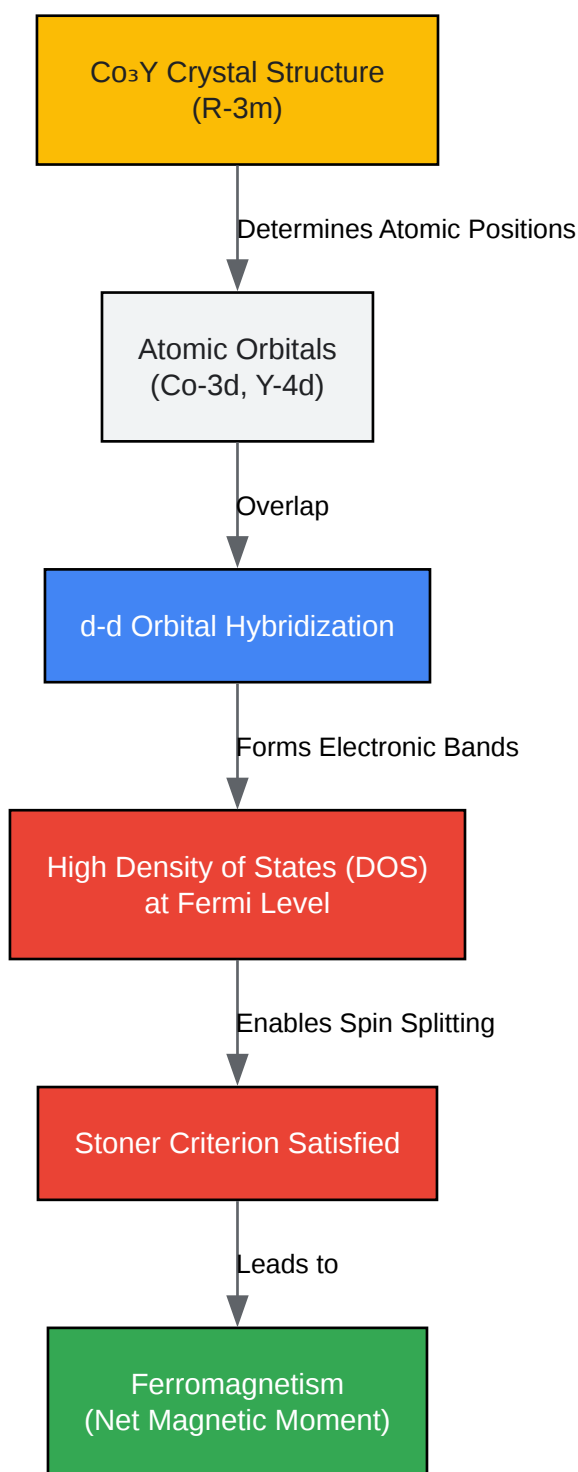 Co₃Y Crystal Structure
(R-3m)
Determines Atomic Positions
Atomic Orbitals
(Co-3d, Y-4d)
Overlap
d-d Orbital Hybridization
Forms Electronic Bands
High Density of States (DOS)
at Fermi Level
Enables Spin Splitting
Stoner Criterion Satisfied
Leads to
Ferromagnetism
(Net Magnetic Moment)